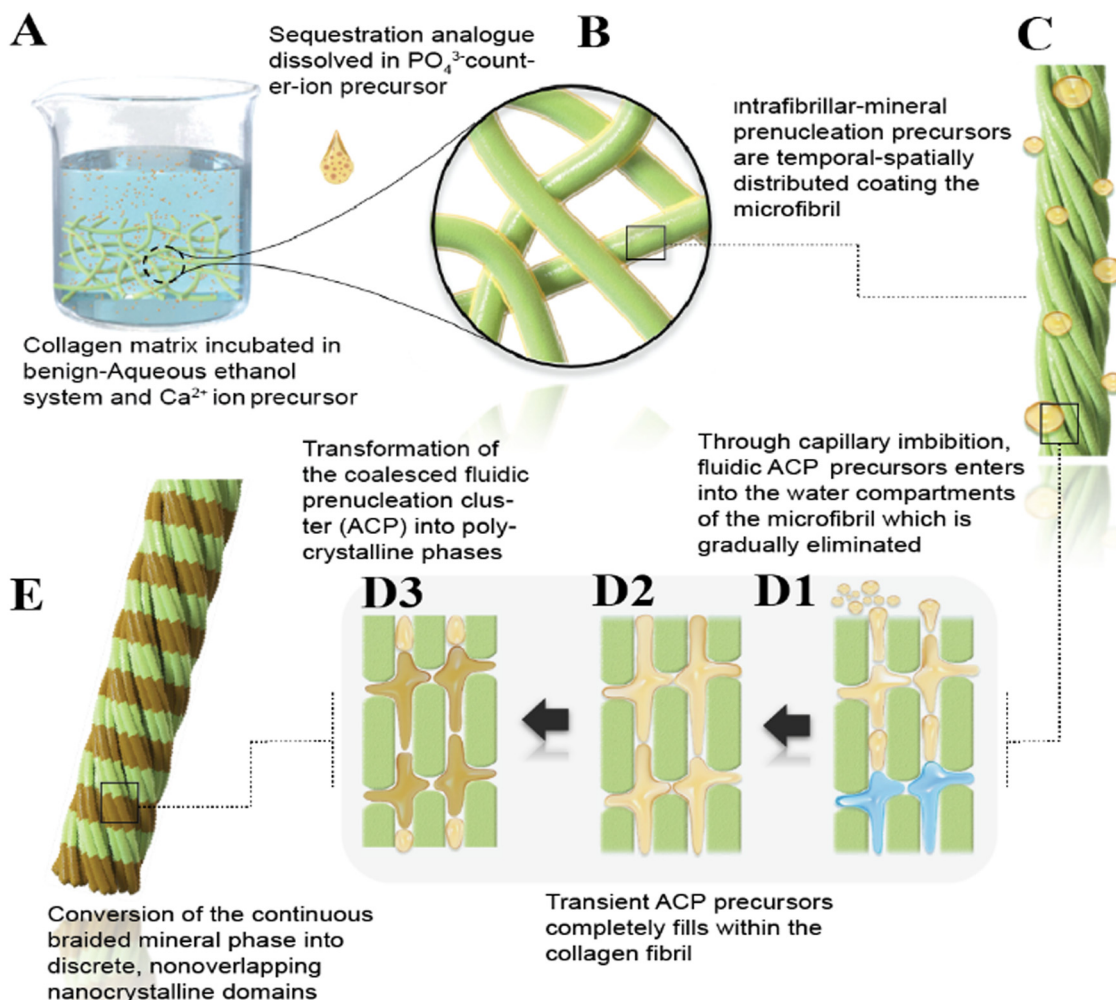 A
Sequestration analogue
dissolved in PO₄³⁻count-
er-ion precursor
B
C
Intrafibrillar-mineral
prenucleation precursors
are temporal-spatially
distributed coating the
microfibril
Collagen matrix incubated in
benign-Aqueous ethanol
system and Ca²⁺ ion precursor
Transformation of
the coalesced fluidic
prenucleation clus-
ter (ACP) into poly-
crystalline phases
Through capillary imbibition,
fluidic ACP precursors enters
into the water compartments
of the microfibril which is
gradually eliminated
E
D3
D2
D1
Transient ACP precursors
completely fills within the
collagen fibril
Conversion of the continuous
braided mineral phase into
discrete, nonoverlapping
nanocrystalline domains